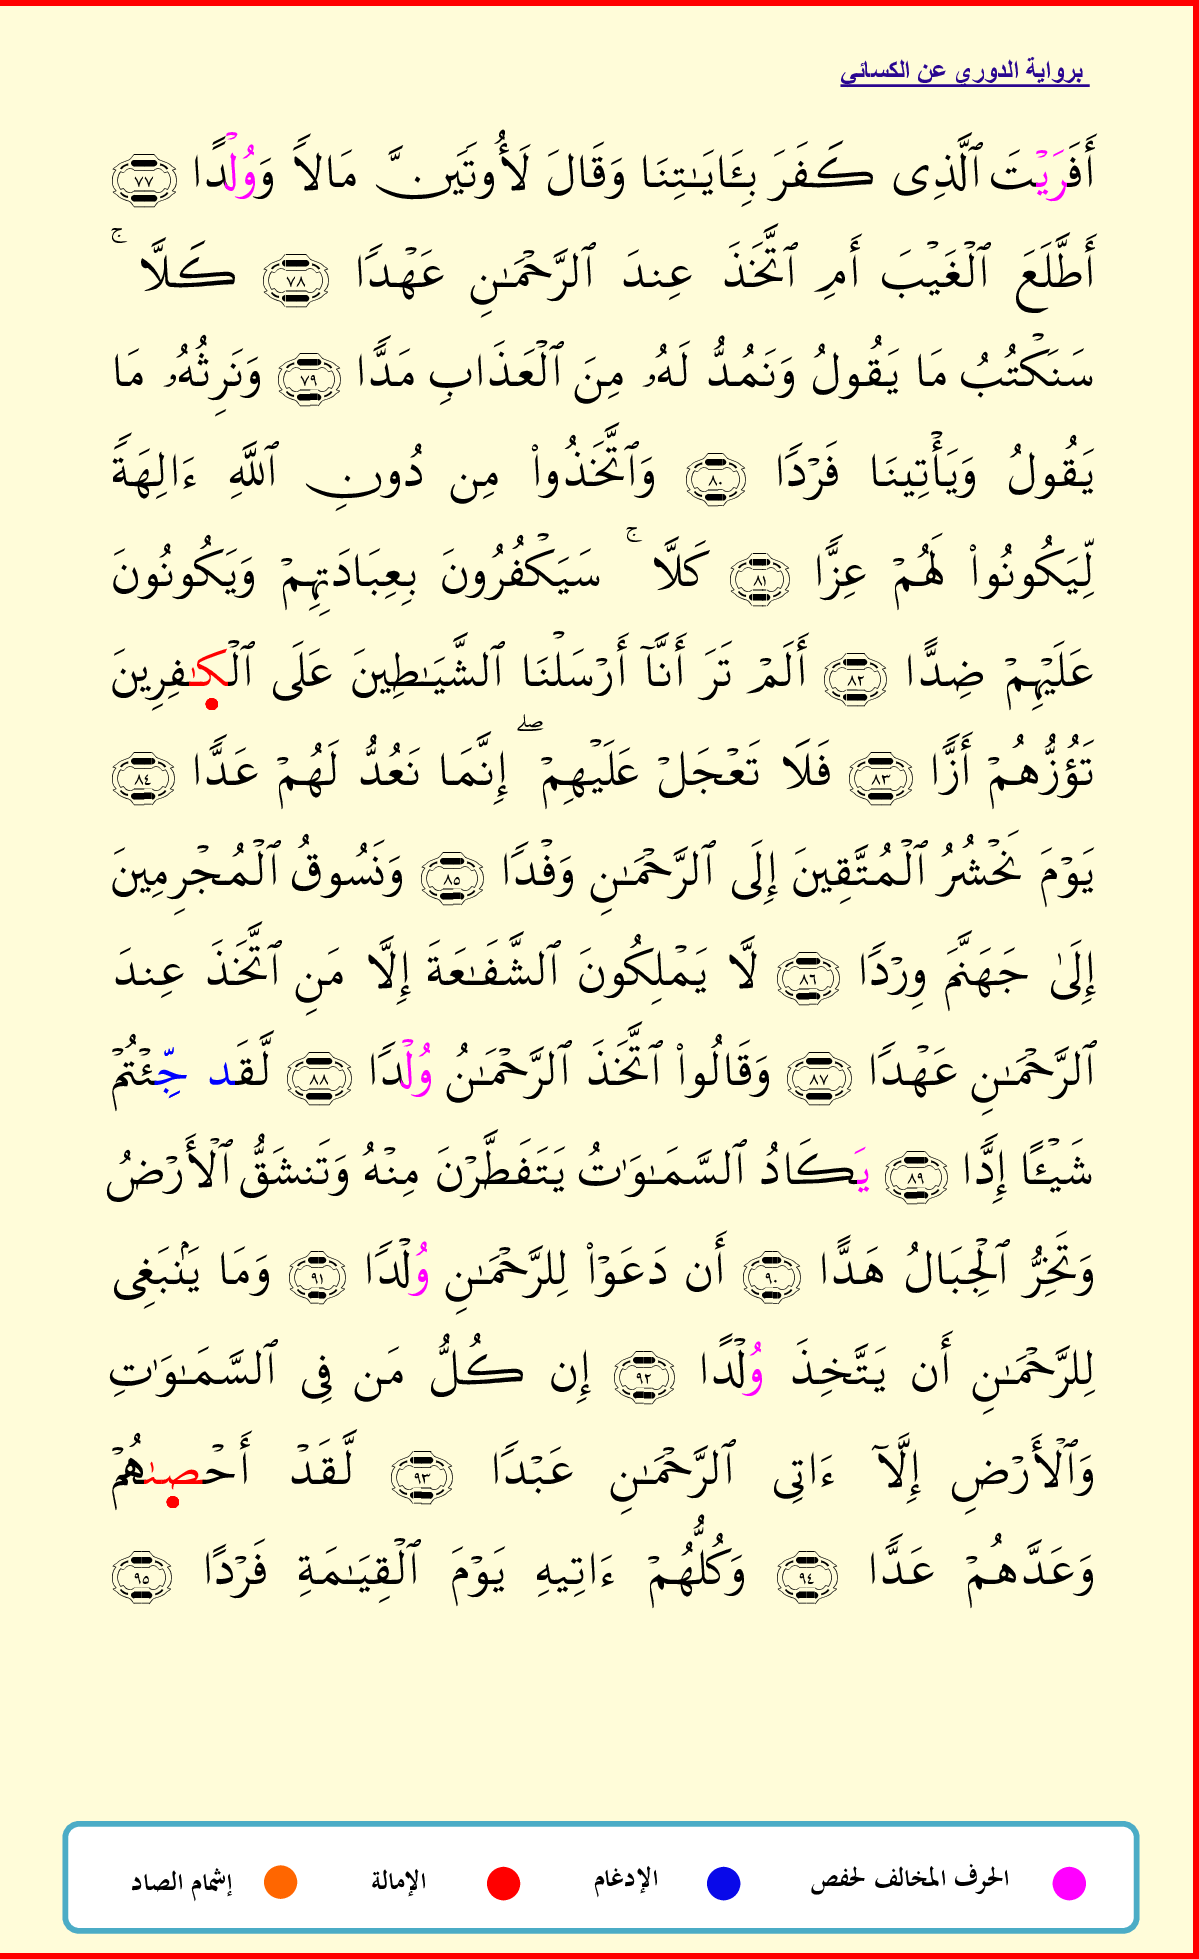 برواية الدوري عن الكسائي
أَفَرَيۡتَ ٱلَّذِى كَفَرَ بِـَٔايَـٰتِنَا وَقَالَ لَأُوتَيَنَّ مَالاً وَوُلۡدًا ٧٧
أَطَّلَعَ ٱلۡغَيۡبَ أَمِ ٱتَّخَذَ عِندَ ٱلرَّحۡمَـٰنِ عَهۡدًا ٧٨ كَلَّا ۚ
سَنَكۡتُبُ مَا يَقُولُ وَنَمُدُّ لَهُۥ مِنَ ٱلۡعَذَابِ مَدًّا ٧٩ وَنَرِثُهُۥ مَا
يَقُولُ وَيَأۡتِينَا فَرۡدًا ٨٠ وَٱتَّخَذُواْ مِن دُونِ ٱللَّهِ ءَالِهَةً
لِّيَكُونُواْ لَهُمۡ عِزًّا ٨١ كَلَّا ۚ سَيَكۡفُرُونَ بِعِبَادَتِهِمۡ وَيَكُونُونَ
عَلَيۡهِمۡ ضِدًّا ٨٢ أَلَمۡ تَرَ أَنَّآ أَرۡسَلۡنَا ٱلشَّيَـٰطِينَ عَلَى ٱلۡكَـٰفِرِينَ
تَؤُزُّهُمۡ أَزًّا ٨٣ فَلَا تَعۡجَلۡ عَلَيۡهِمۡ ۖ إِنَّمَا نَعُدُّ لَهُمۡ عَدًّا ٨٤
يَوۡمَ نَحۡشُرُ ٱلۡمُتَّقِينَ إِلَى ٱلرَّحۡمَـٰنِ وَفۡدًا ٨٥ وَنَسُوقُ ٱلۡمُجۡرِمِينَ
إِلَىٰ جَهَنَّمَ وِرۡدًا ٨٦ لَّا يَمۡلِكُونَ ٱلشَّفَـٰعَةَ إِلَّا مَنِ ٱتَّخَذَ عِندَ
ٱلرَّحۡمَـٰنِ عَهۡدًا ٨٧ وَقَالُواْ ٱتَّخَذَ ٱلرَّحۡمَـٰنُ وُلۡدًا ٨٨ لَّقَد جِّئۡتُمۡ
شَيۡـًٔا إِدًّا ٨٩ يَكَادُ ٱلسَّمَـٰوَٰتُ يَتَفَطَّرۡنَ مِنۡهُ وَتَنشَقُّ ٱلۡأَرۡضُ
وَتَخِرُّ ٱلۡجِبَالُ هَدًّا ٩٠ أَن دَعَوۡاْ لِلرَّحۡمَـٰنِ وُلۡدًا ٩١ وَمَا يَنۢبَغِى
لِلرَّحۡمَـٰنِ أَن يَتَّخِذَ وُلۡدًا ٩٢ إِن كُلُّ مَن فِى ٱلسَّمَـٰوَٰتِ
وَٱلۡأَرۡضِ إِلَّآ ءَاتِى ٱلرَّحۡمَـٰنِ عَبۡدًا ٩٣ لَّقَدۡ أَحۡصَىٰهُمۡ
وَعَدَّهُمۡ عَدًّا ٩٤ وَكُلُّهُمۡ ءَاتِيهِ يَوۡمَ ٱلۡقِيَـٰمَةِ فَرۡدًا ٩٥
الحرف المخالف لحفص الإدغام الإمالة إشمام الصاد